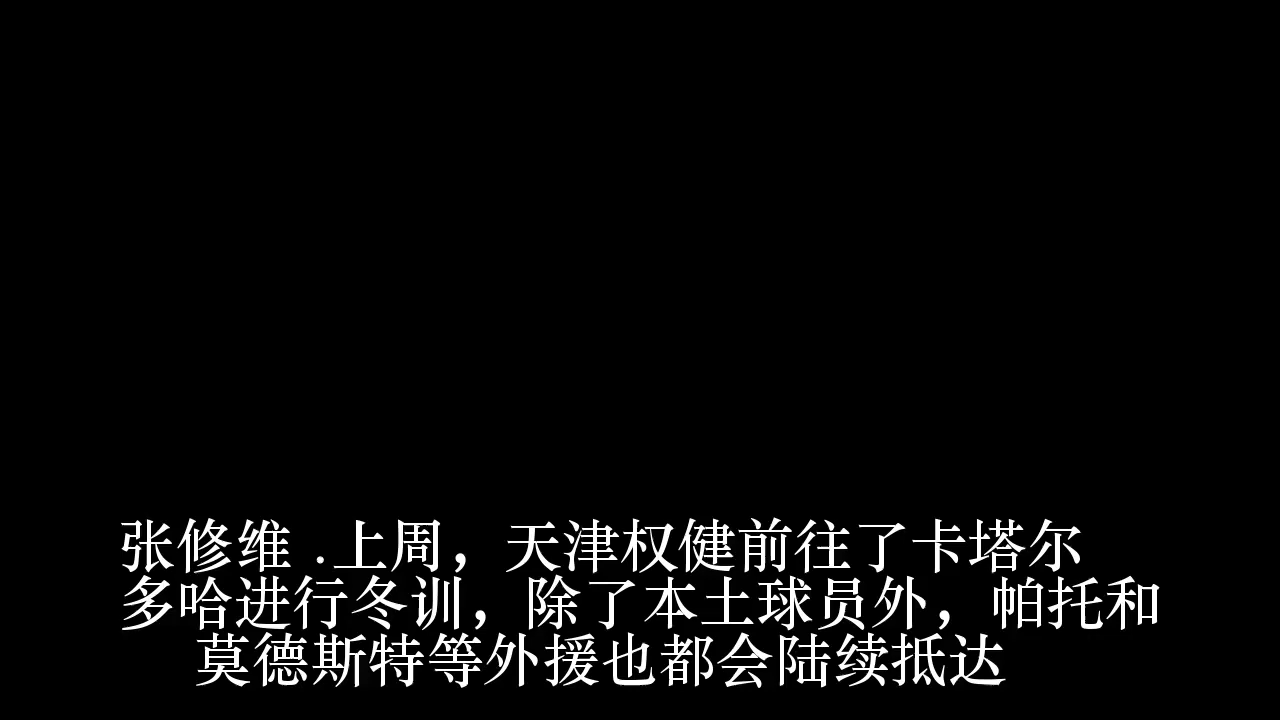 张修维 .上周，天津权健前往了卡塔尔
多哈进行冬训，除了本土球员外，帕托和
莫德斯特等外援也都会陆续抵达